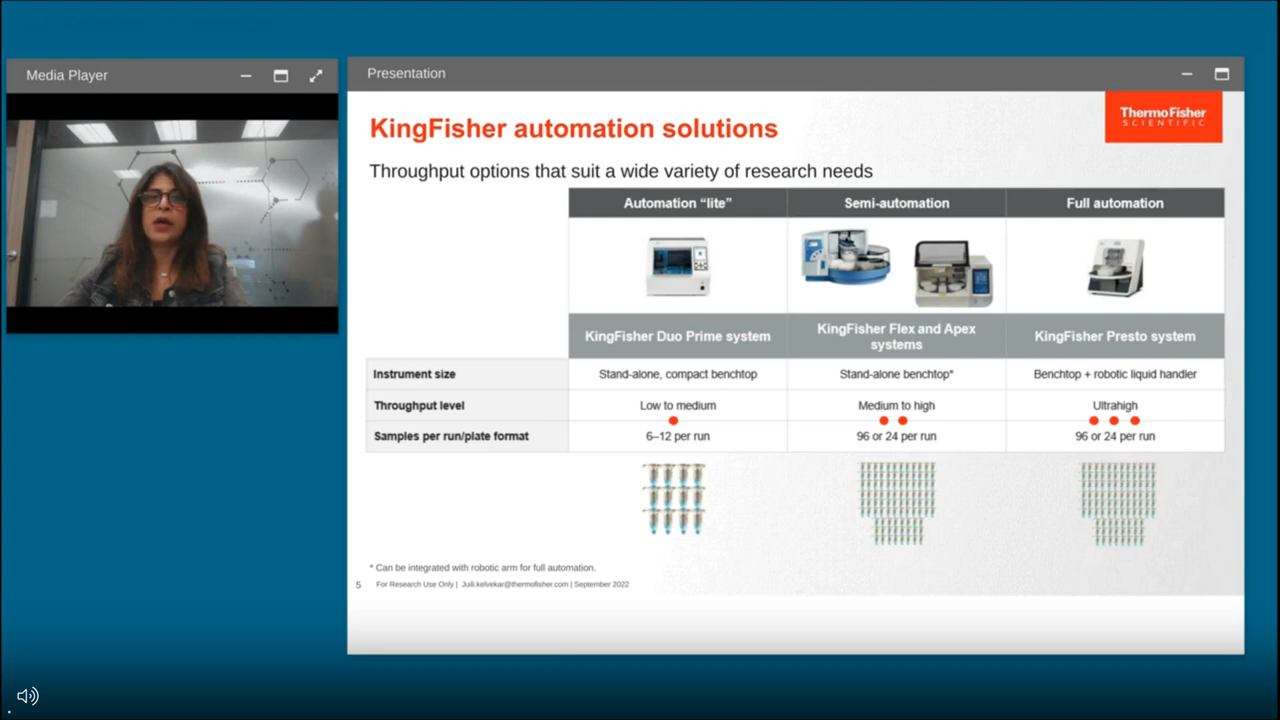 Media Player
Presentation
KingFisher automation solutions
ThermoFisher
SCIENTIFIC
Throughput options that suit a wide variety of research needs
Automation “lite”
Semi-automation
Full automation
KingFisher Duo Prime system
KingFisher Flex and Apex
systems
KingFisher Presto system
Instrument size
Stand-alone, compact benchtop
Stand-alone benchtop*
Benchtop + robotic liquid handler
Throughput level
Low to medium
Medium to high
Ultrahigh
Samples per run/plate format
6–12 per run
96 or 24 per run
96 or 24 per run
* Can be integrated with robotic arm for full automation.
5 For Research Use Only | Juili.kelvekar@thermofisher.com | September 2022